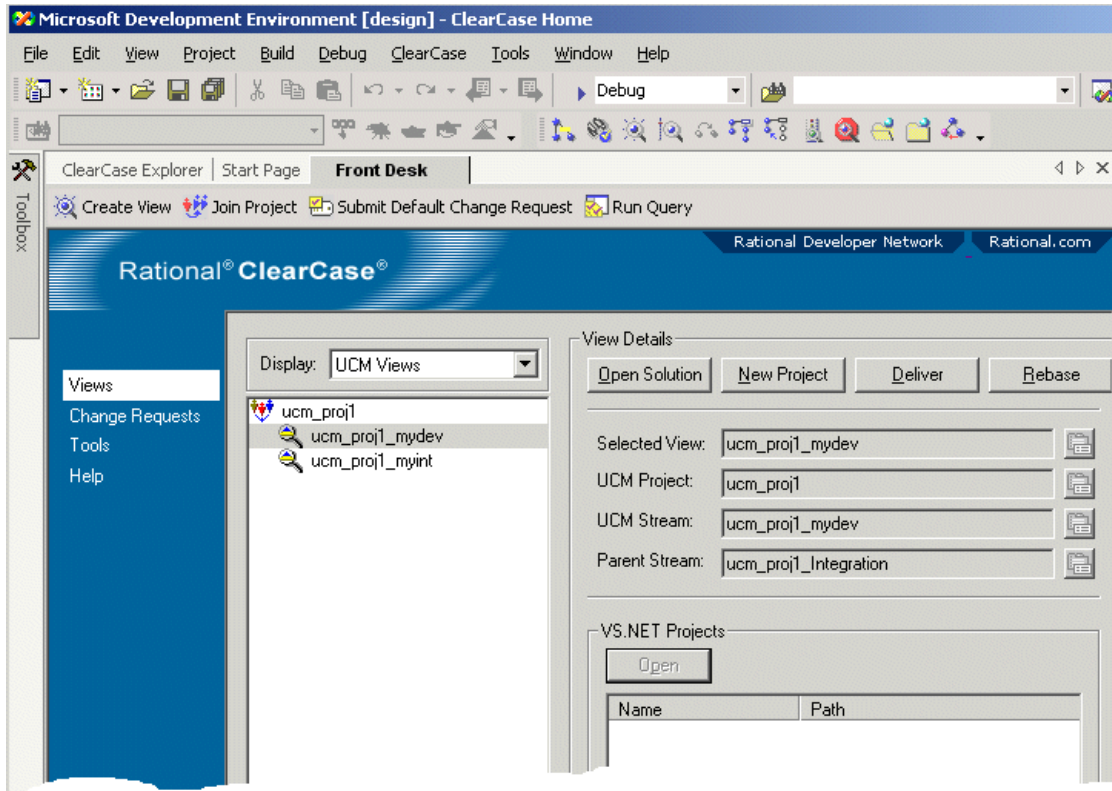 Microsoft Development Environment [design] - ClearCase Home
File Edit View Project Build Debug ClearCase Tools Window Help
Debug
ClearCase Explorer Start Page Front Desk
Toolbox
Create View Join Project Submit Default Change Request Run Query
Rational Developer Network Rational.com
Rational® ClearCase®
Views
Change Requests
Tools
Help
Display: UCM Views
ucm_proj1
ucm_proj1_mydev
ucm_proj1_myint
View Details
Open Solution New Project Deliver Rebase
Selected View: ucm_proj1_mydev
UCM Project: ucm_proj1
UCM Stream: ucm_proj1_mydev
Parent Stream: ucm_proj1_Integration
VS.NET Projects
Open
Name Path